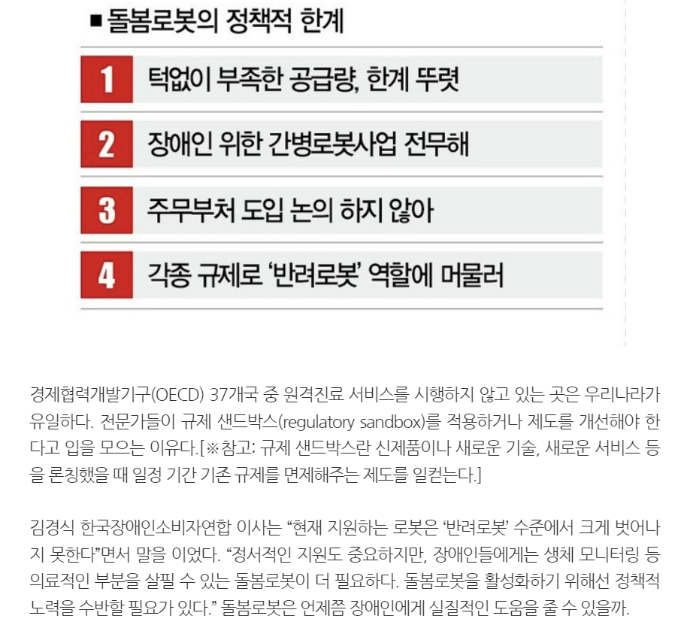 ■ 돌봄로봇의 정책적 한계
1 턱없이 부족한 공급량, 한계 뚜렷
2 장애인 위한 간병로봇사업 전무해
3 주무부처 도입 논의 하지 않아
4 각종 규제로 ‘반려로봇’ 역할에 머물러
경제협력개발기구(OECD) 37개국 중 원격진료 서비스를 시행하지 않고 있는 곳은 우리나라가
유일하다. 전문가들이 규제 샌드박스(regulatory sandbox)를 적용하거나 제도를 개선해야 한
다고 입을 모으는 이유다.[※참고: 규제 샌드박스란 신제품이나 새로운 기술, 새로운 서비스 등
을 론칭했을 때 일정 기간 기존 규제를 면제해주는 제도를 일컫는다.]
김경식 한국장애인소비자연합 이사는 “현재 지원하는 로봇은 ‘반려로봇’ 수준에서 크게 벗어나
지 못한다”면서 말을 이었다. “정서적인 지원도 중요하지만, 장애인들에게는 생체 모니터링 등
의료적인 부분을 살필 수 있는 돌봄로봇이 더 필요하다. 돌봄로봇을 활성화하기 위해선 정책적
노력을 수반할 필요가 있다.” 돌봄로봇은 언제쯤 장애인에게 실질적인 도움을 줄 수 있을까.